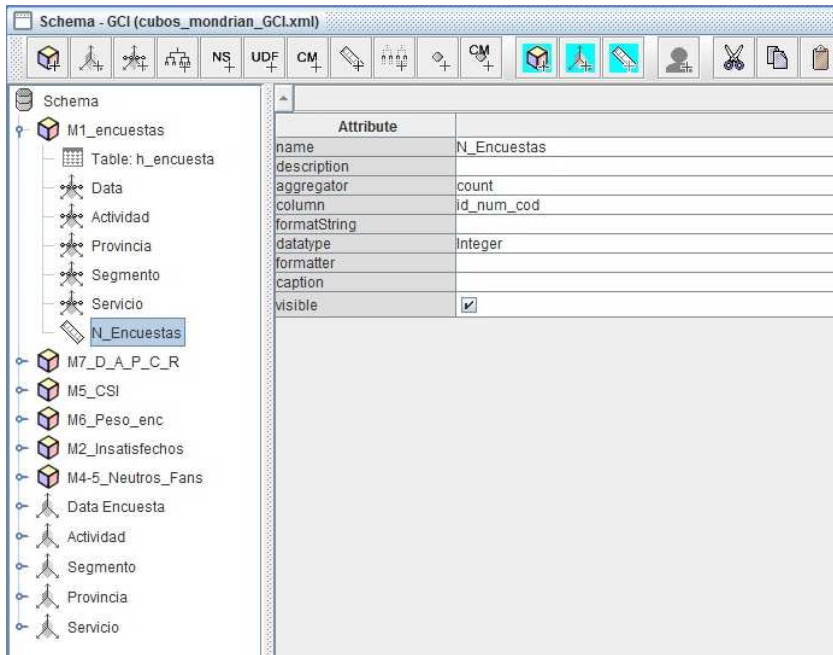 Schema - GCI (cubos_mondrian_GCI.xml)
NS UDF CM CM
Schema
M1_encuestas
Table: h_encuesta
Data
Actividad
Provincia
Segmento
Servicio
N_Encuestas
M7_D_A_P_C_R
M5_CSI
M6_Peso_enc
M2_Insatisfechos
M4-5_Neutros_Fans
Data Encuesta
Actividad
Segmento
Provincia
Servicio
Attribute
name N_Encuestas
description
aggregator count
column id_num_cod
formatString
datatype Integer
formatter
caption
visible